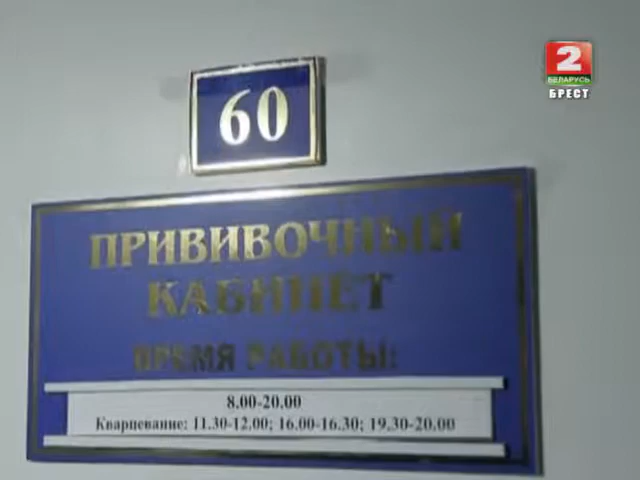 2
БЕЛАРУСЬ
БРЕСТ
60
ПРИВИВОЧНЫЙ
КАБИНЕТ
ВРЕМЯ РАБОТЫ:
8.00-20.00
Кварцевание: 11.30-12.00; 16.00-16.30; 19.30-20.00